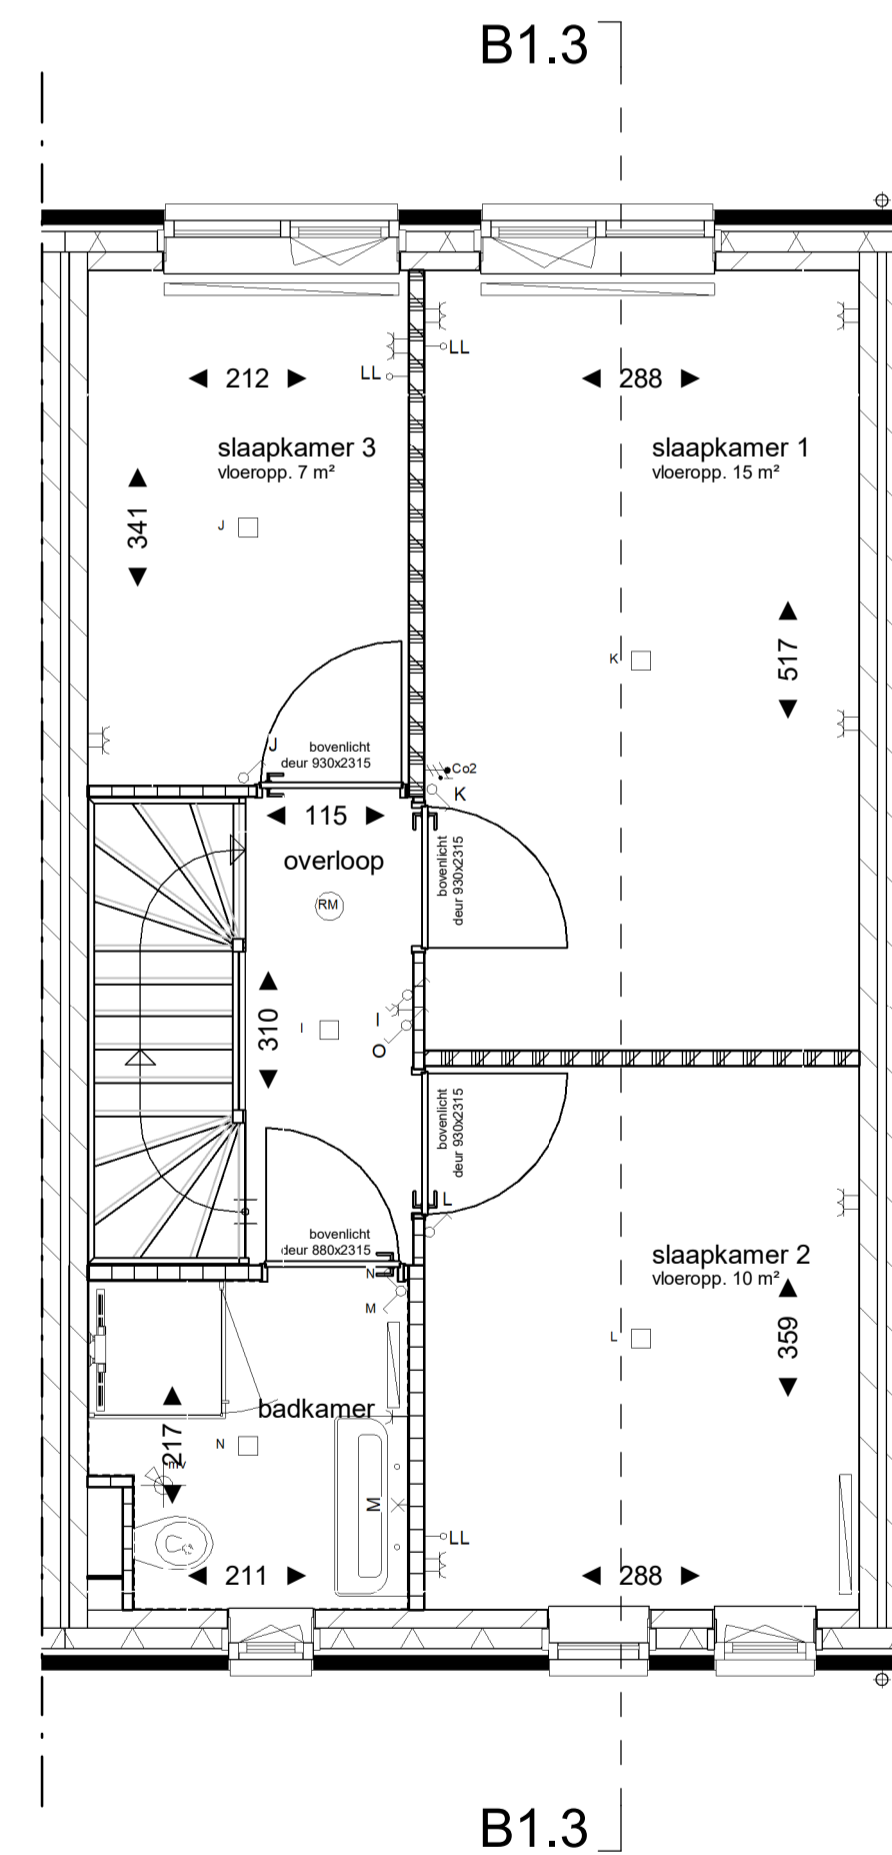 B1.3
LL
LL
212
288
slaapkamer 3
vloeropp. 7 m²
slaapkamer 1
vloeropp. 15 m²
341
J
K
517
J
bovenlicht
deur 930x2315
Co2
K
115
overloop
bovenlicht
deur 930x2315
RM
310
I
I
O
bovenlicht
deur 930x2315
L
bovenlicht
deur 880x2315
N
M
slaapkamer 2
vloeropp. 10 m²
L
359
badkamer
217
N
mv
M
LL
211
288
B1.3